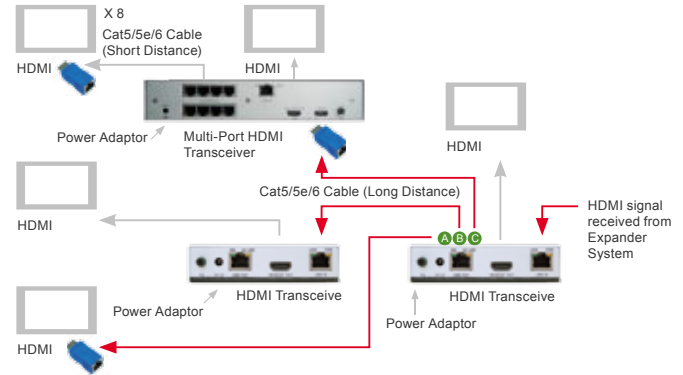 X 8
Cat5/5e/6 Cable
(Short Distance)
HDMI
HDMI
Power Adaptor
Multi-Port HDMI
Transceiver
HDMI
Cat5/5e/6 Cable (Long Distance)
HDMI signal
received from
Expander
System
HDMI
A B C
HDMI Transceive
HDMI Transceive
Power Adaptor
Power Adaptor
HDMI